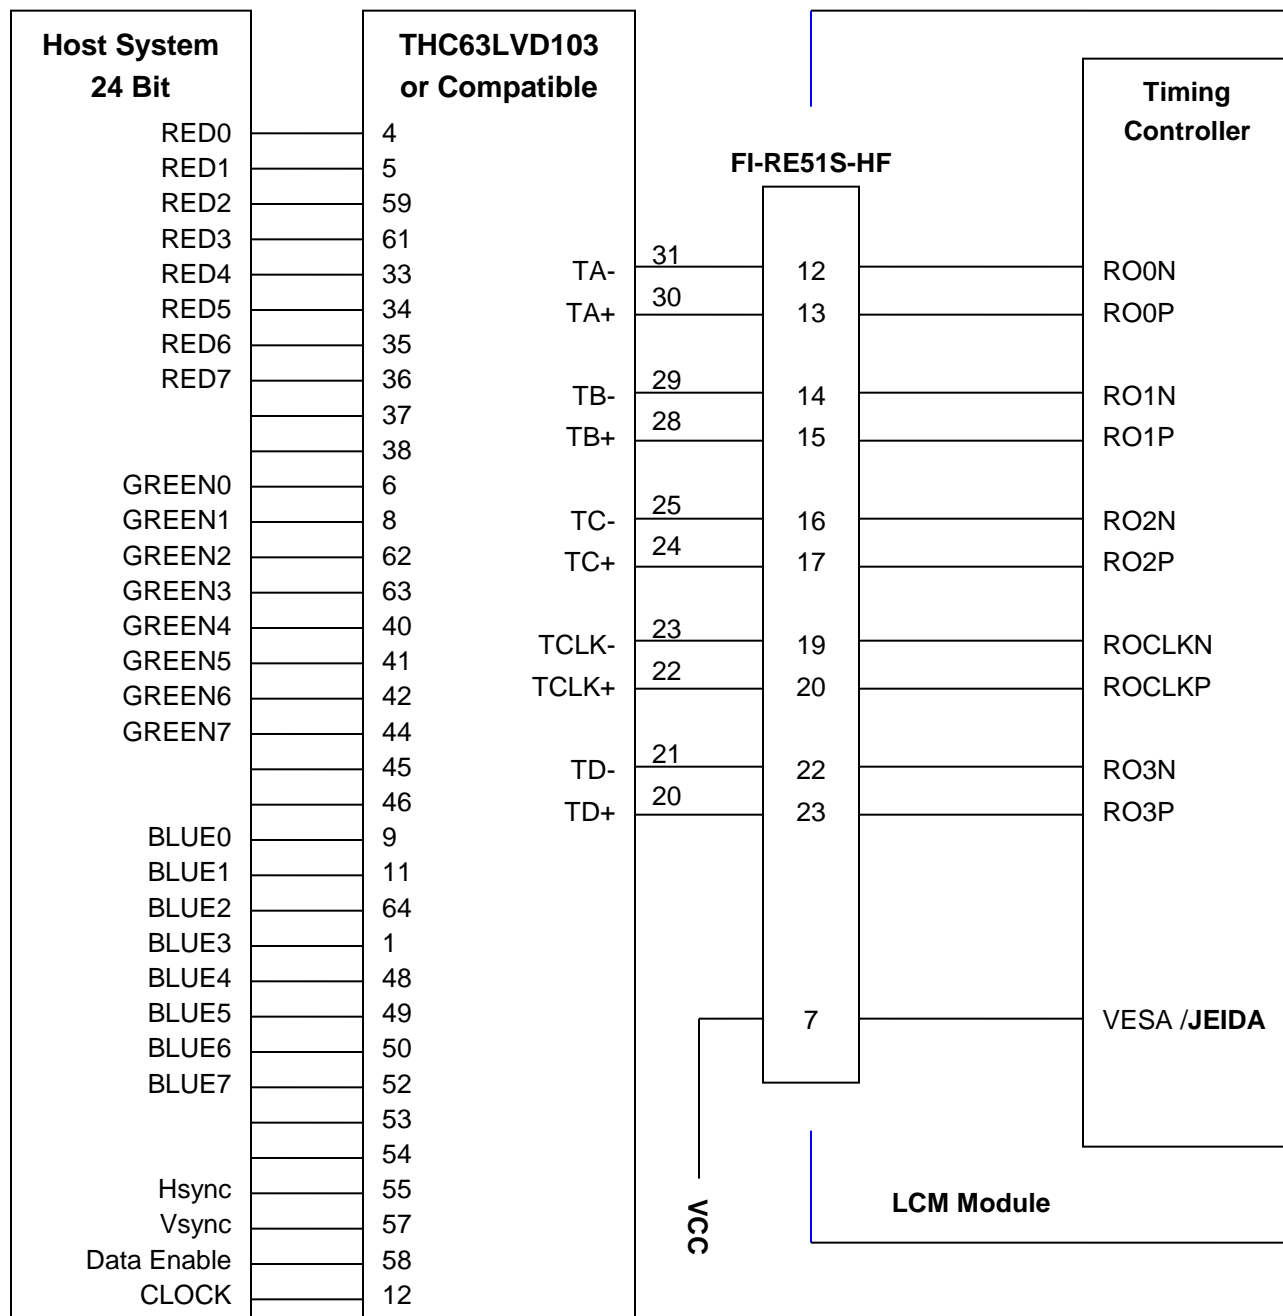 Host System
24 Bit
RED0
RED1
RED2
RED3
RED4
RED5
RED6
RED7
GREEN0
GREEN1
GREEN2
GREEN3
GREEN4
GREEN5
GREEN6
GREEN7
BLUE0
BLUE1
BLUE2
BLUE3
BLUE4
BLUE5
BLUE6
BLUE7
Hsync
Vsync
Data Enable
CLOCK
THC63LVD103
or Compatible
4
5
59
61
33
34
35
36
37
38
6
8
62
63
40
41
42
44
45
46
9
11
64
1
48
49
50
52
53
54
55
57
58
12
TA-
TA+
TB-
TB+
TC-
TC+
TCLK-
TCLK+
TD-
TD+
31
30
29
28
25
24
23
22
21
20
FI-RE51S-HF
12
13
14
15
16
17
19
20
22
23
7
VCC
Timing
Controller
RO0N
RO0P
RO1N
RO1P
RO2N
RO2P
ROCLKN
ROCLKP
RO3N
RO3P
VESA /JEIDA
LCM Module